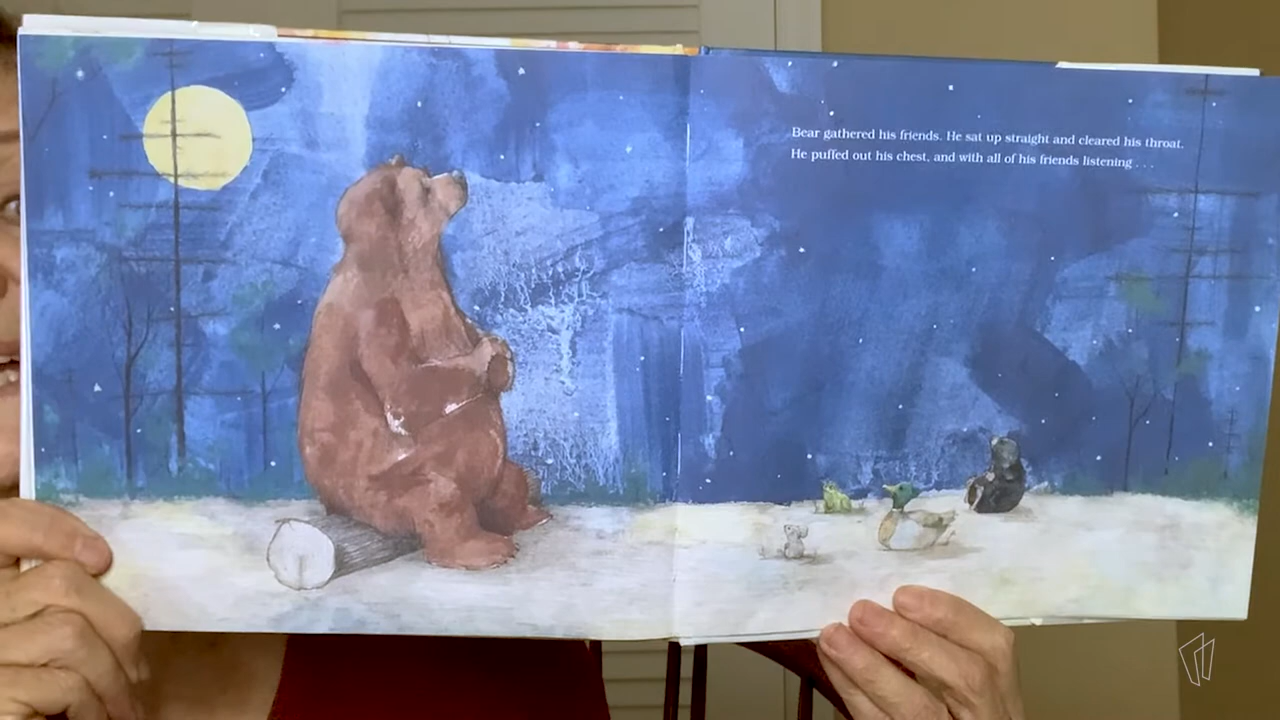 Bear gathered his friends. He sat up straight and cleared his throat.
He puffed out his chest, and with all of his friends listening . . .